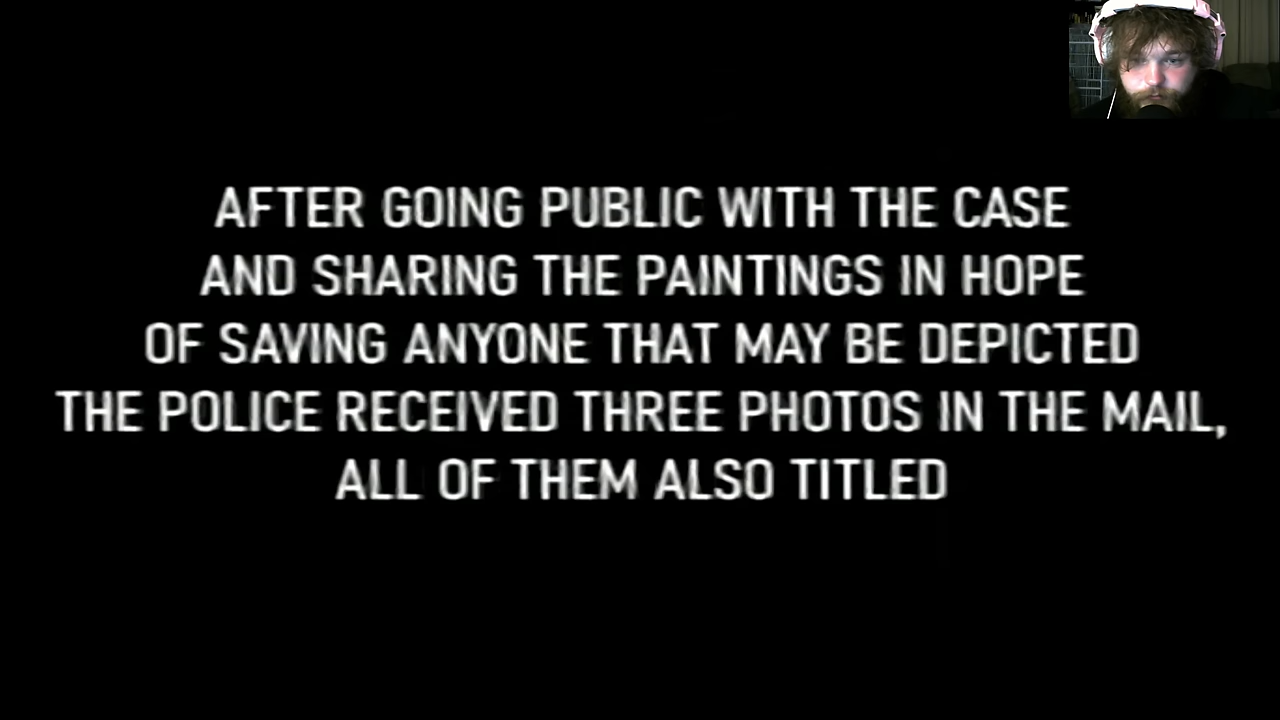 AFTER GOING PUBLIC WITH THE CASE
AND SHARING THE PAINTINGS IN HOPE
OF SAVING ANYONE THAT MAY BE DEPICTED
THE POLICE RECEIVED THREE PHOTOS IN THE MAIL,
ALL OF THEM ALSO TITLED